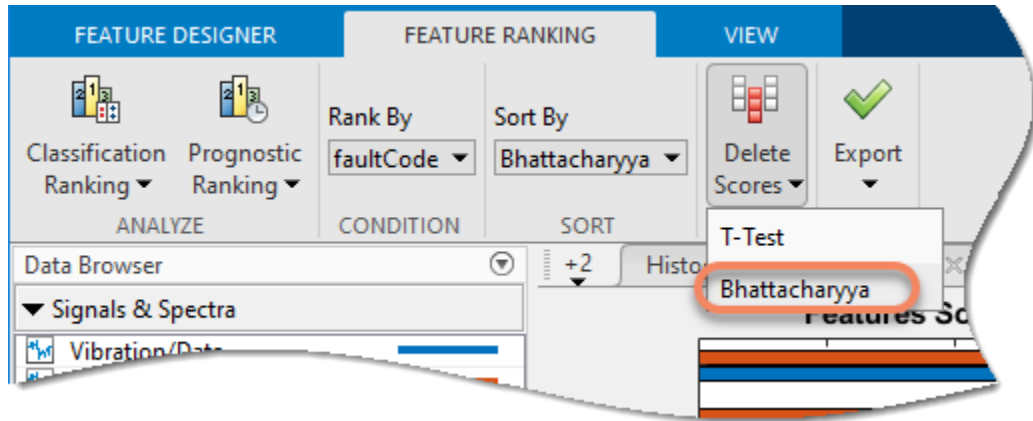 FEATURE DESIGNER FEATURE RANKING VIEW
Classification Ranking
Prognostic Ranking
ANALYZE
Rank By
faultCode
CONDITION
Sort By
Bhattacharyya
SORT
Delete Scores
Export
T-Test
Bhattacharyya
Data Browser
+2
Signals & Spectra
Vibration/Data
Features